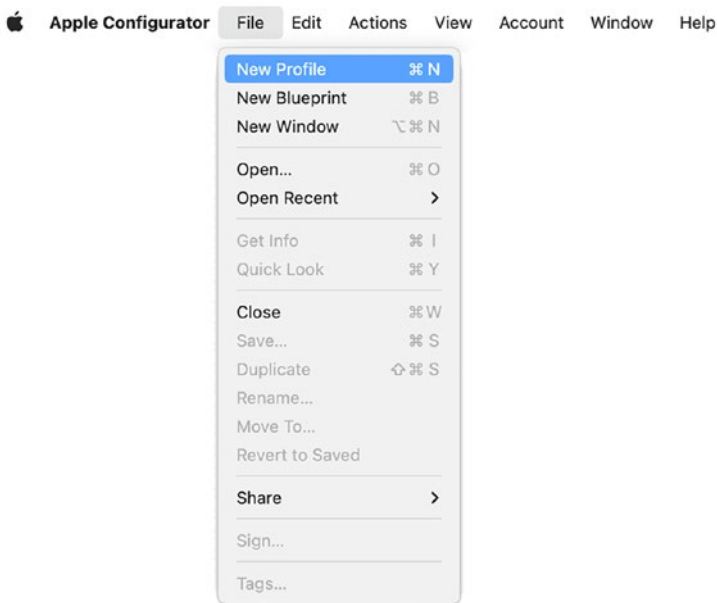 Apple Configurator File Edit Actions View Account Window Help
New Profile ⌘ N
New Blueprint ⌘ B
New Window ⌥⌘ N
Open... ⌘ O
Open Recent >
Get Info ⌘ I
Quick Look ⌘ Y
Close ⌘ W
Save... ⌘ S
Duplicate ⇧⌘ S
Rename...
Move To...
Revert to Saved
Share >
Sign...
Tags...